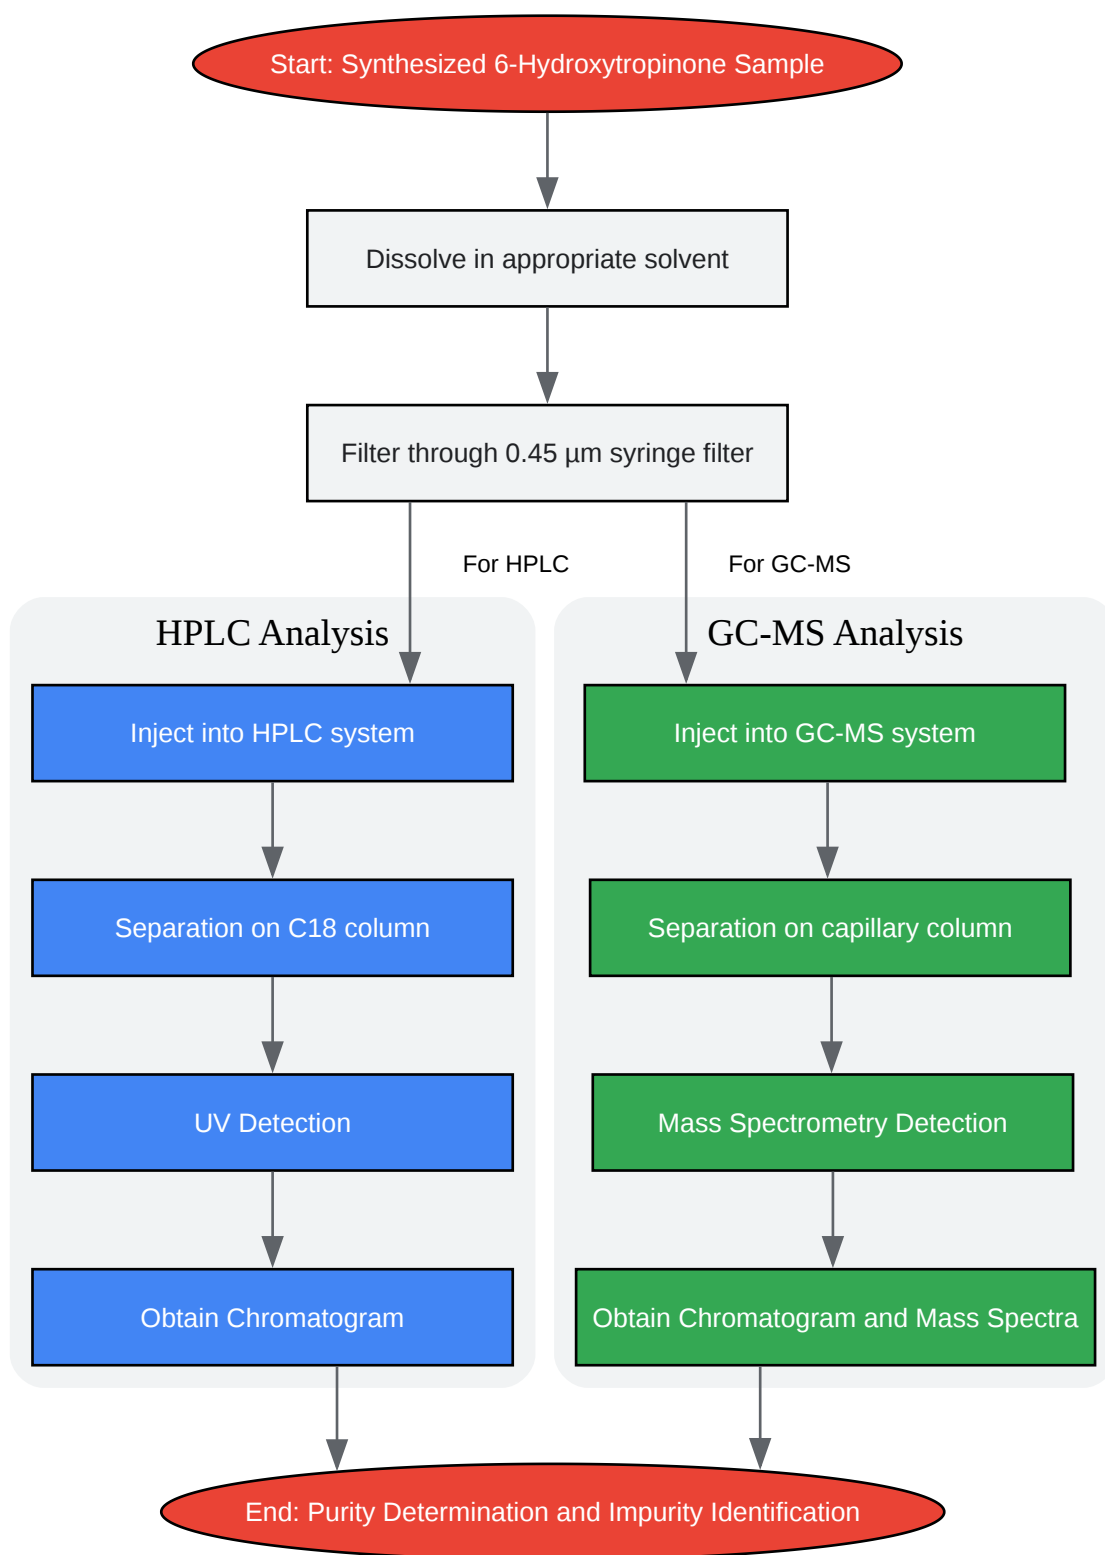 Start: Synthesized 6-Hydroxytropinone Sample
Dissolve in appropriate solvent
Filter through 0.45 µm syringe filter
For HPLC
For GC-MS
HPLC Analysis
Inject into HPLC system
Separation on C18 column
UV Detection
Obtain Chromatogram
GC-MS Analysis
Inject into GC-MS system
Separation on capillary column
Mass Spectrometry Detection
Obtain Chromatogram and Mass Spectra
End: Purity Determination and Impurity Identification